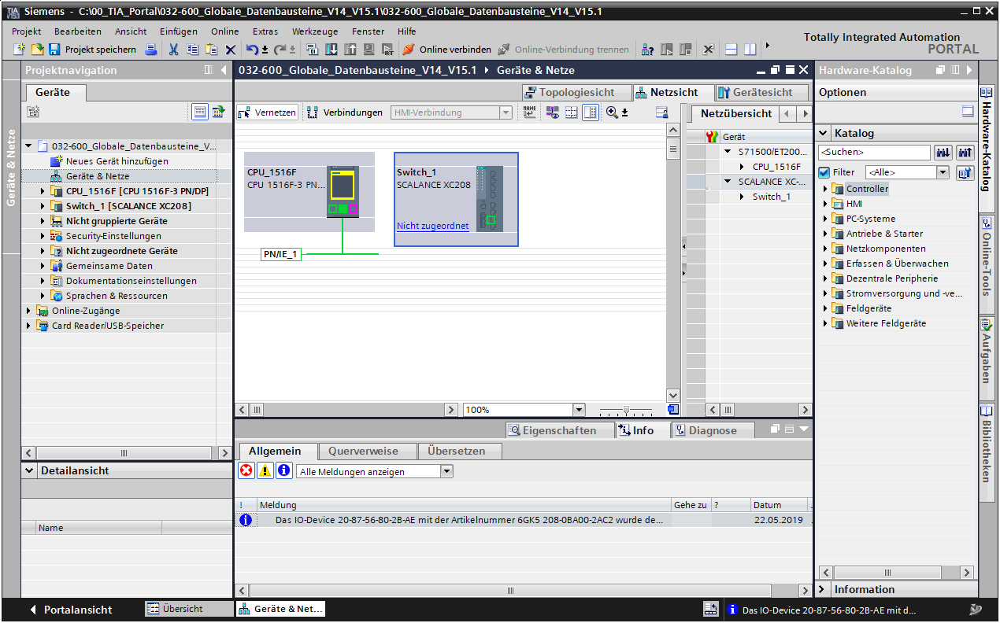 Siemens - C:\00_TIA_Portal\032-600_Globale_Datenbausteine_V14_V15.1\032-600_Globale_Datenbausteine_V14_V15.1
Projekt Bearbeiten Ansicht Einfügen Online Extras Werkzeuge Fenster Hilfe
Totally Integrated Automation
PORTAL
Projekt speichern Online verbinden Online-Verbindung trennen
Projektnavigation
Geräte
Geräte & Netze
032-600_Globale_Datenbausteine_V...
Neues Gerät hinzufügen
Geräte & Netze
CPU_1516F [CPU 1516F-3 PN/DP]
Switch_1 [SCALANCE XC208]
Nicht gruppierte Geräte
Security-Einstellungen
Nicht zugeordnete Geräte
Gemeinsame Daten
Dokumentationseinstellungen
Sprachen & Ressourcen
Online-Zugänge
Card Reader/USB-Speicher
Detailansicht
Name
032-600_Globale_Datenbausteine_V14_V15.1 Geräte & Netze
Topologiesicht Netzsicht Gerätesicht
Vernetzen Verbindungen HMI-Verbindung
CPU_1516F
CPU 1516F-3 PN...
Switch_1
SCALANCE XC208
Nicht zugeordnet
PN/IE_1
100%
Netzübersicht
Gerät
S71500/ET200...
CPU_1516F
SCALANCE XC-...
Switch_1
Eigenschaften Info Diagnose
Allgemein Querverweise Übersetzen
Alle Meldungen anzeigen
! Meldung Gehe zu ? Datum
Das IO-Device 20-87-56-80-2B-AE mit der Artikelnummer 6GK5 208-0BA00-2AC2 wurde de... 22.05.2019
Hardware-Katalog
Optionen
Katalog
<Suchen>
Filter <Alle>
Controller
HMI
PC-Systeme
Antriebe & Starter
Netzkomponenten
Erfassen & Überwachen
Dezentrale Peripherie
Stromversorgung und -ve...
Feldgeräte
Weitere Feldgeräte
Information
Hardware-Katalog
Online-Tools
Aufgaben
Bibliotheken
Portalansicht Übersicht Geräte & Net... Das IO-Device 20-87-56-80-2B-AE mit d...